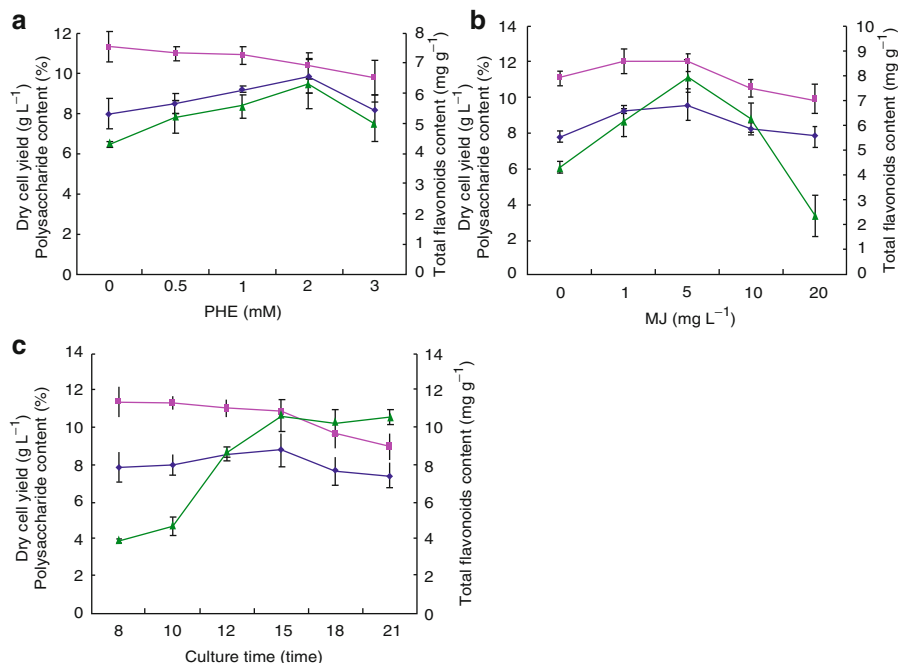 a
Dry cell yield (g L⁻¹)
Polysaccharide content (%)
12
10
8
6
4
2
0
8
7
6
5
4
3
2
1
0
Total flavonoids content (mg g⁻¹)
0 0.5 1 2 3
PHE (mM)
b
Dry cell yield (g L⁻¹)
Polysaccharide content (%)
14
12
10
8
6
4
2
0
10
9
8
7
6
5
4
3
2
1
0
Total flavonoids content (mg g⁻¹)
0 1 5 10 20
MJ (mg L⁻¹)
c
Dry cell yield (g L⁻¹)
Polysaccharide content (%)
14
12
10
8
6
4
2
0
14
12
10
8
6
4
2
0
Total flavonoids content (mg g⁻¹)
8 10 12 15 18 21
Culture time (time)